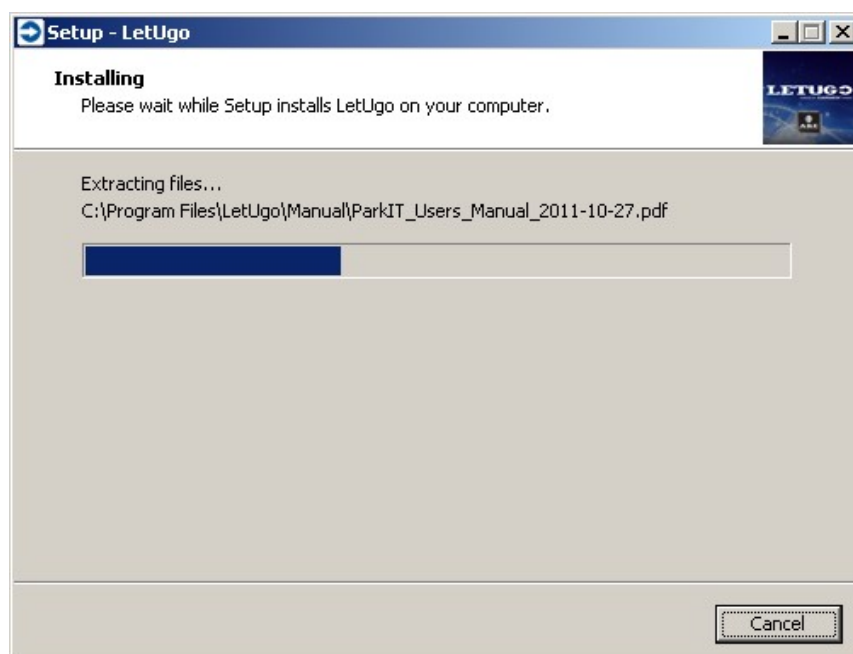 Setup - LetUgo
Installing
Please wait while Setup installs LetUgo on your computer.
LETUGO
Extracting files...
C:\Program Files\LetUgo\Manual\ParkIT_Users_Manual_2011-10-27.pdf
Cancel